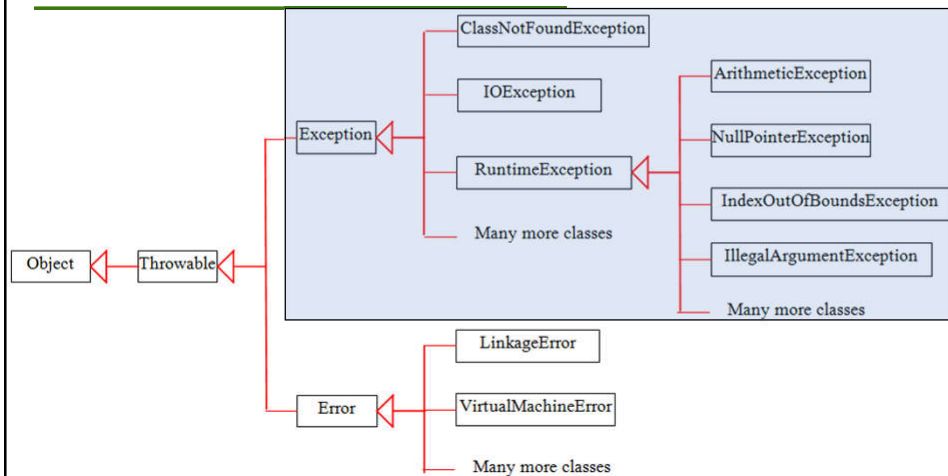 ClassNotFoundException
ArithmeticException
IOException
Exception
NullPointerException
RuntimeException
IndexOutOfBoundsException
Many more classes
Object
Throwable
IllegalArgumentException
Many more classes
LinkageError
Error
VirtualMachineError
Many more classes